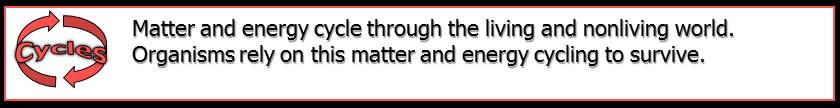 Cycles
Matter and energy cycle through the living and nonliving world.
Organisms rely on this matter and energy cycling to survive.